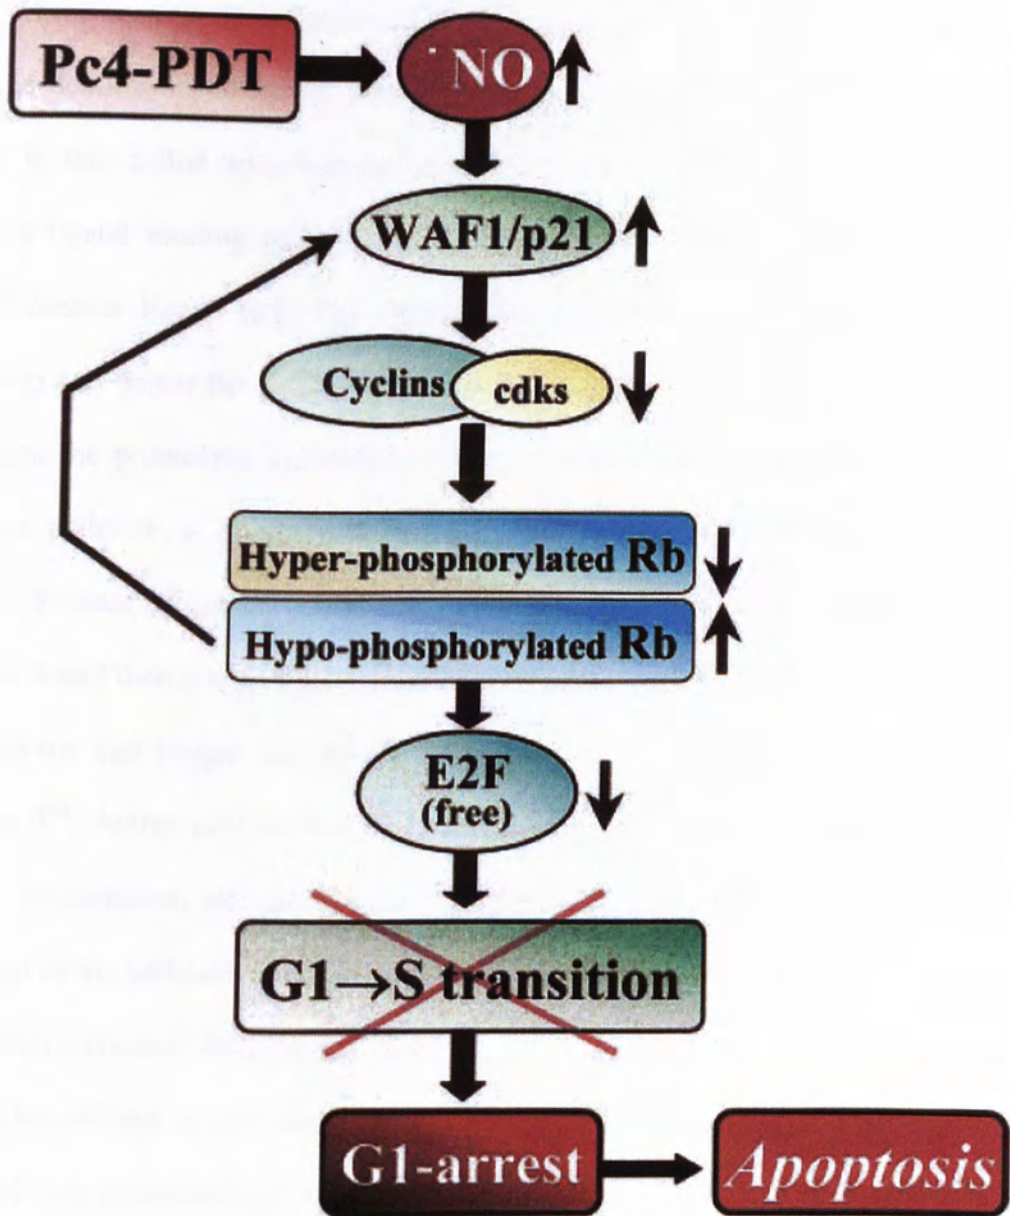 Pc4-PDT
·NO
WAF1/p21
Cyclins
cdks
Hyper-phosphorylated Rb
Hypo-phosphorylated Rb
E2F
(free)
G1→S transition
G1-arrest
Apoptosis